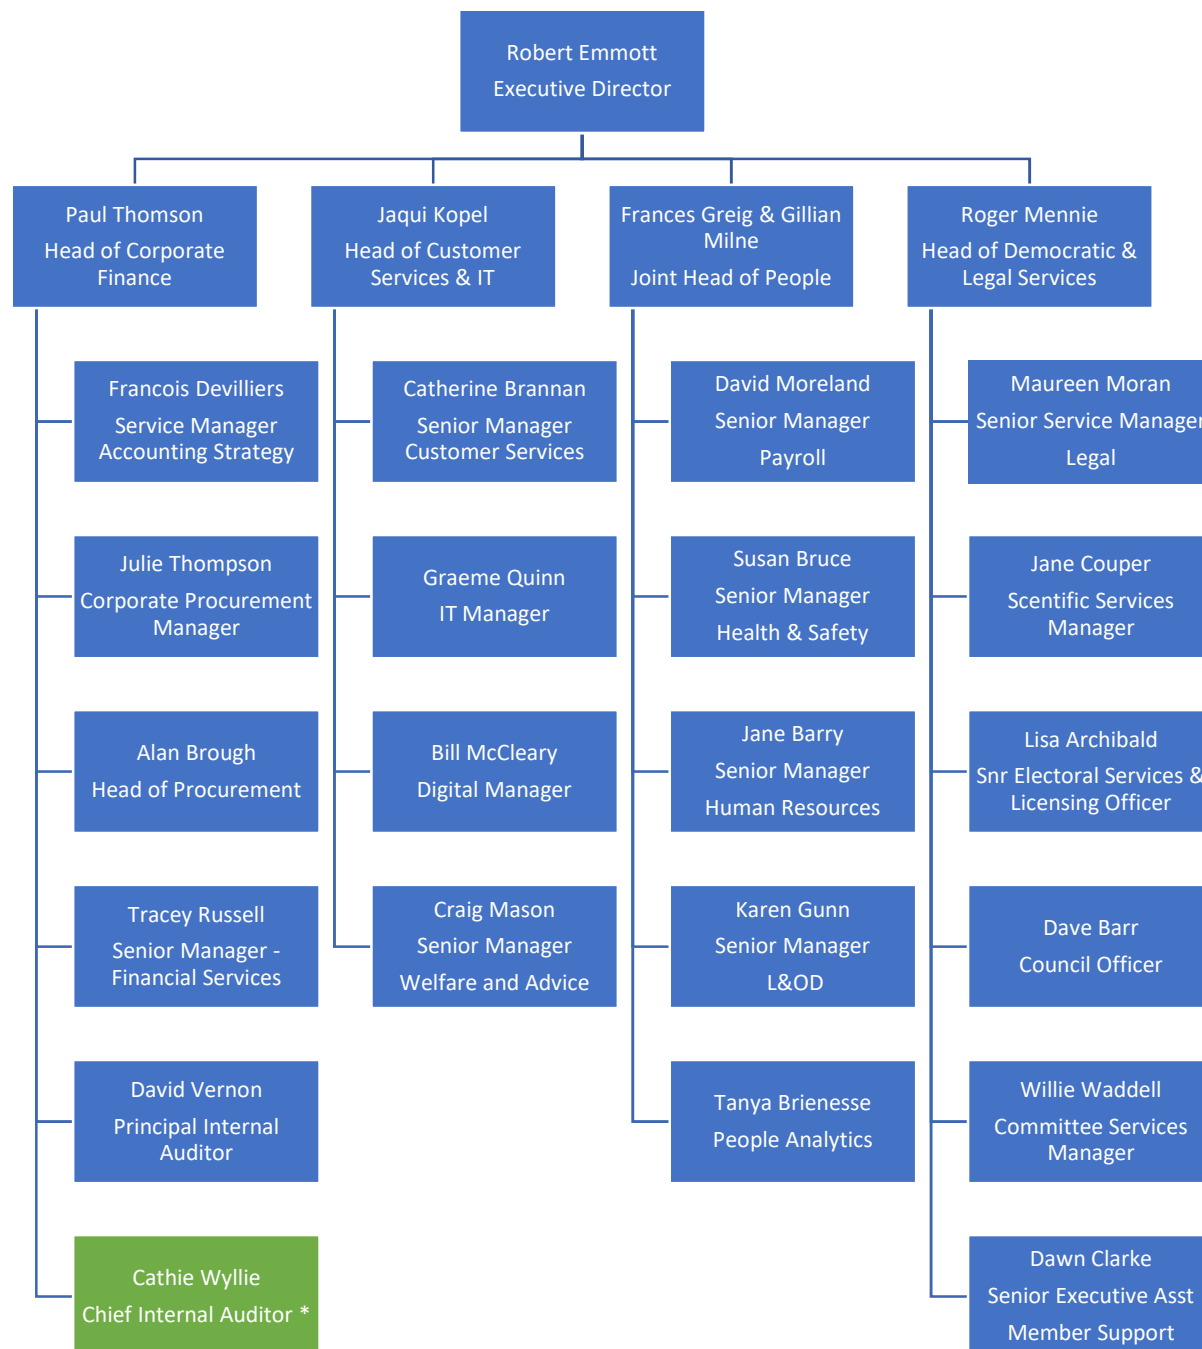 Robert Emmott
Executive Director
Paul Thomson
Head of Corporate
Finance
Jaqui Kopel
Head of Customer
Services & IT
Frances Greig & Gillian
Milne
Joint Head of People
Roger Mennie
Head of Democratic &
Legal Services
Francois Devilliers
Service Manager
Accounting Strategy
Julie Thompson
Corporate Procurement
Manager
Alan Brough
Head of Procurement
Tracey Russell
Senior Manager -
Financial Services
David Vernon
Principal Internal
Auditor
Cathie Wyllie
Chief Internal Auditor *
Catherine Brannan
Senior Manager
Customer Services
Graeme Quinn
IT Manager
Bill McCleary
Digital Manager
Craig Mason
Senior Manager
Welfare and Advice
David Moreland
Senior Manager
Payroll
Susan Bruce
Senior Manager
Health & Safety
Jane Barry
Senior Manager
Human Resources
Karen Gunn
Senior Manager
L&OD
Tanya Brienesse
People Analytics
Maureen Moran
Senior Service Manager
Legal
Jane Couper
Scentific Services
Manager
Lisa Archibald
Snr Electoral Services &
Licensing Officer
Dave Barr
Council Officer
Willie Waddell
Committee Services
Manager
Dawn Clarke
Senior Executive Asst
Member Support